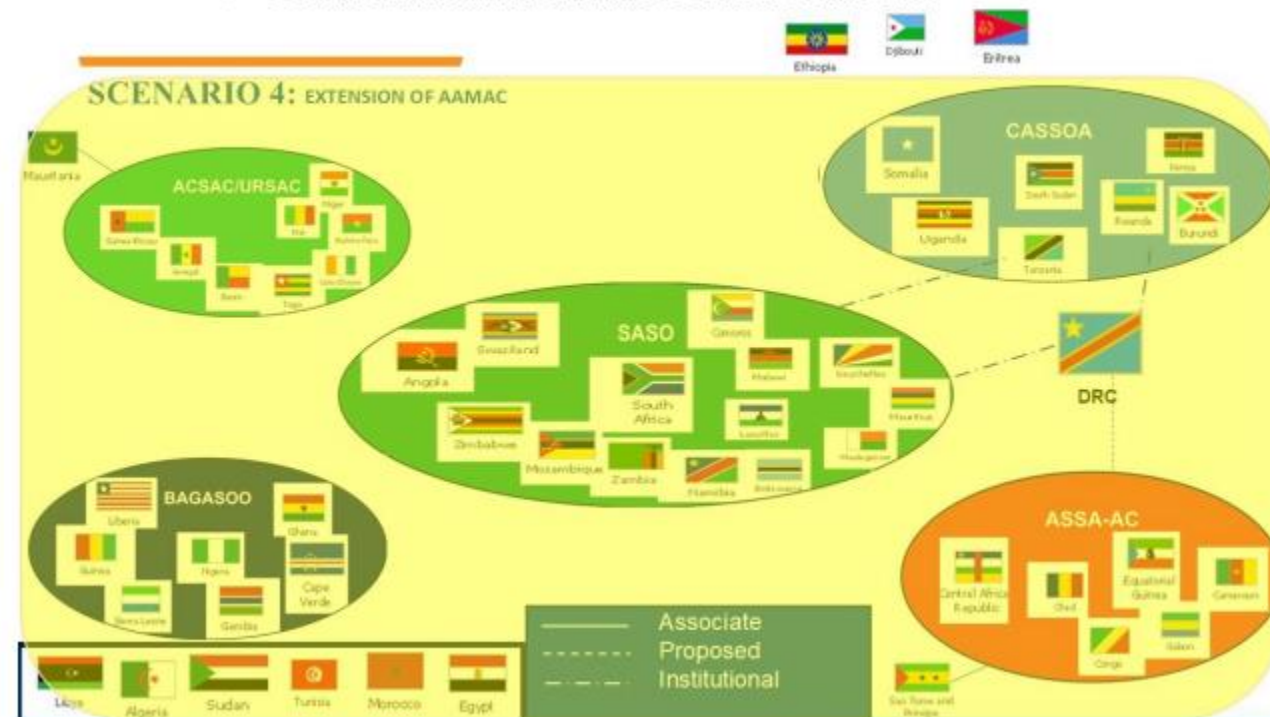 Ethiopia
Djibouti
Eritrea
SCENARIO 4: EXTENSION OF AAMAC
Mauritania
ACSAC/URSAC
Niger
Mali
Burkina Faso
Guinea Bissau
Senegal
Benin
Togo
CASSOA
Somalia
South Sudan
Kenya
Uganda
Rwanda
Burundi
Tanzania
SASO
Comoros
Swaziland
Angola
Malawi
Seychelles
South
Africa
Mauritius
Lesotho
Zimbabwe
Mozambique
Zambia
Namibia
Botswana
Madagascar
DRC
BAGASOO
Liberia
Ghana
Guinea
Nigeria
Cape
Verde
Sierra Leone
Gambia
ASSA-AC
Central Africa
Republic
Chad
Equatorial
Guinea
Cameroon
Congo
Gabon
Sao Tome and
Principe
Associate
Proposed
Institutional
Libya
Algeria
Sudan
Tunisia
Morocco
Egypt